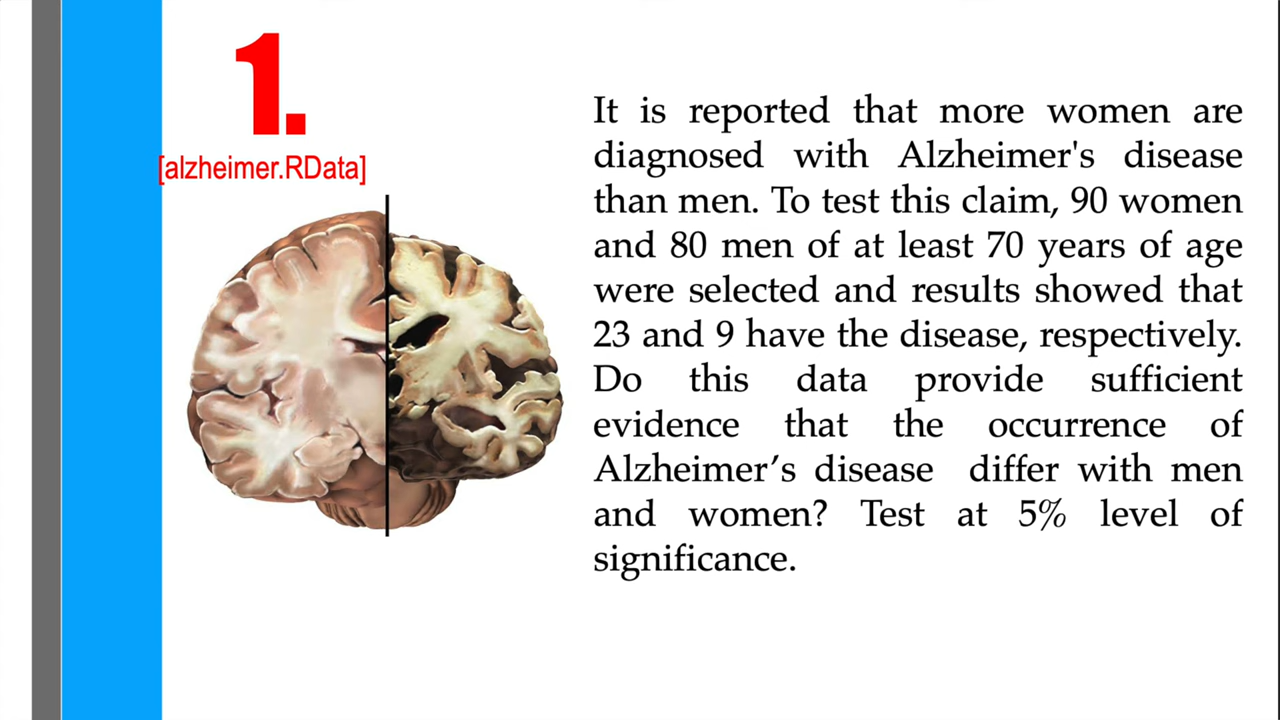 1.
[alzheimer.RData]
It is reported that more women are
diagnosed with Alzheimer's disease
than men. To test this claim, 90 women
and 80 men of at least 70 years of age
were selected and results showed that
23 and 9 have the disease, respectively.
Do this data provide sufficient
evidence that the occurrence of
Alzheimer’s disease differ with men
and women? Test at 5% level of
significance.